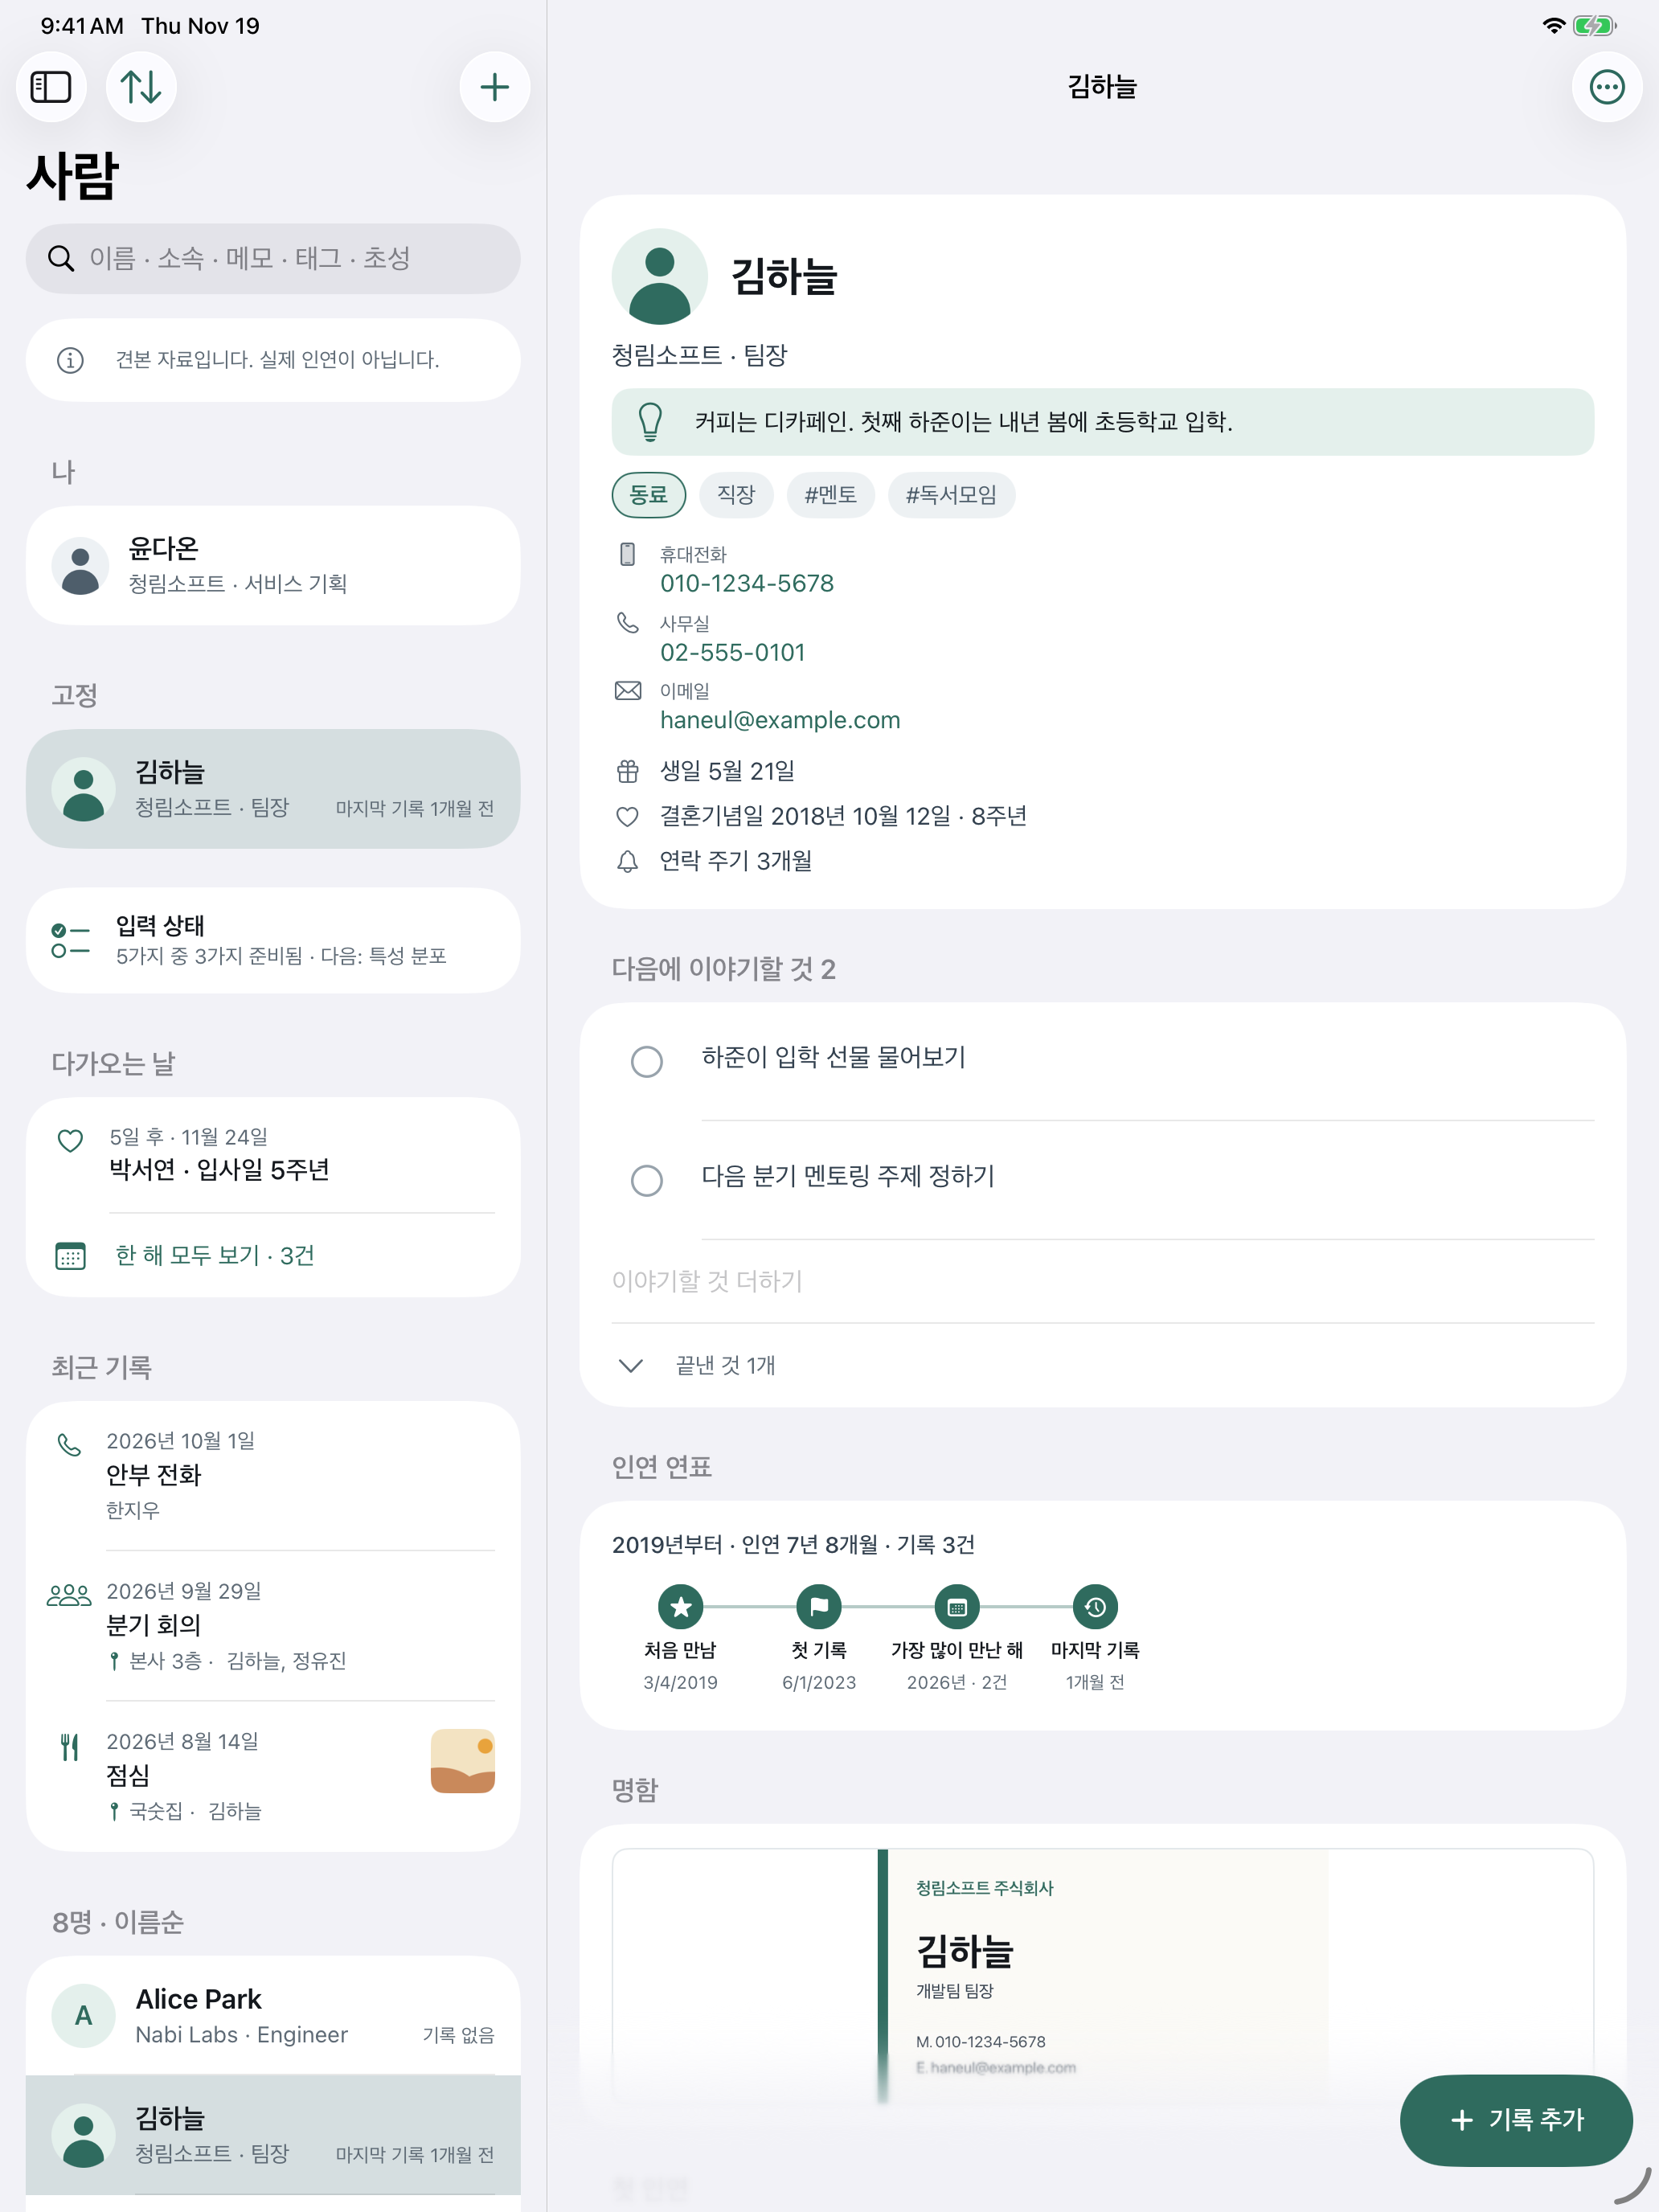 9:41 AM Thu Nov 19
사람
이름 · 소속 · 메모 · 태그 · 초성
견본 자료입니다. 실제 인연이 아닙니다.
나
윤다온
청림소프트 · 서비스 기획
고정
김하늘
청림소프트 · 팀장 마지막 기록 1개월 전
입력 상태
5가지 중 3가지 준비됨 · 다음: 특성 분포
다가오는 날
5일 후 · 11월 24일
박서연 · 입사일 5주년
한 해 모두 보기 · 3건
최근 기록
2026년 10월 1일
안부 전화
한지우
2026년 9월 29일
분기 회의
본사 3층 · 김하늘, 정유진
2026년 8월 14일
점심
국숫집 · 김하늘
8명 · 이름순
A
Alice Park
Nabi Labs · Engineer 기록 없음
김하늘
청림소프트 · 팀장 마지막 기록 1개월 전
김하늘
김하늘
청림소프트 · 팀장
커피는 디카페인. 첫째 하준이는 내년 봄에 초등학교 입학.
동료 직장 #멘토 #독서모임
휴대전화
010-1234-5678
사무실
02-555-0101
이메일
haneul@example.com
생일 5월 21일
결혼기념일 2018년 10월 12일 · 8주년
연락 주기 3개월
다음에 이야기할 것 2
하준이 입학 선물 물어보기
다음 분기 멘토링 주제 정하기
이야기할 것 더하기
끝낸 것 1개
인연 연표
2019년부터 · 인연 7년 8개월 · 기록 3건
처음 만남 첫 기록 가장 많이 만난 해 마지막 기록
3/4/2019 6/1/2023 2026년 · 2건 1개월 전
명함
청림소프트 주식회사
김하늘
개발팀 팀장
M. 010-1234-5678
E. haneul@example.com
기록 추가